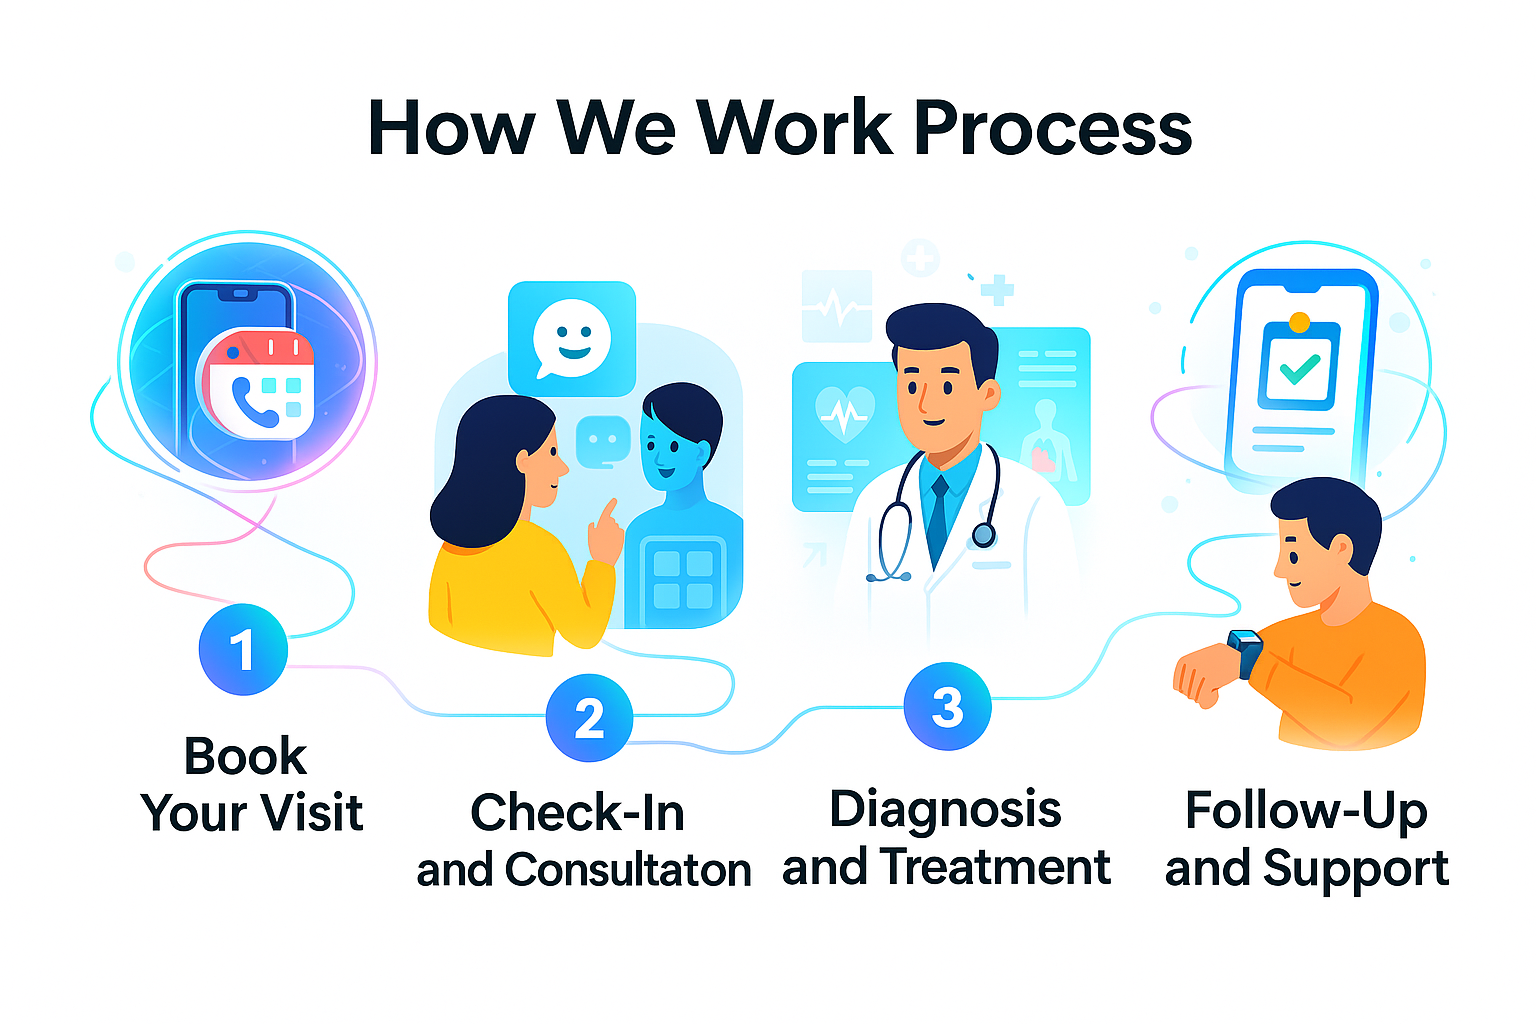 How We Work Process
1
Book
Your Visit
2
Check-In
and Consultaton
3
Diagnosis
and Treatment
Follow-Up
and Support